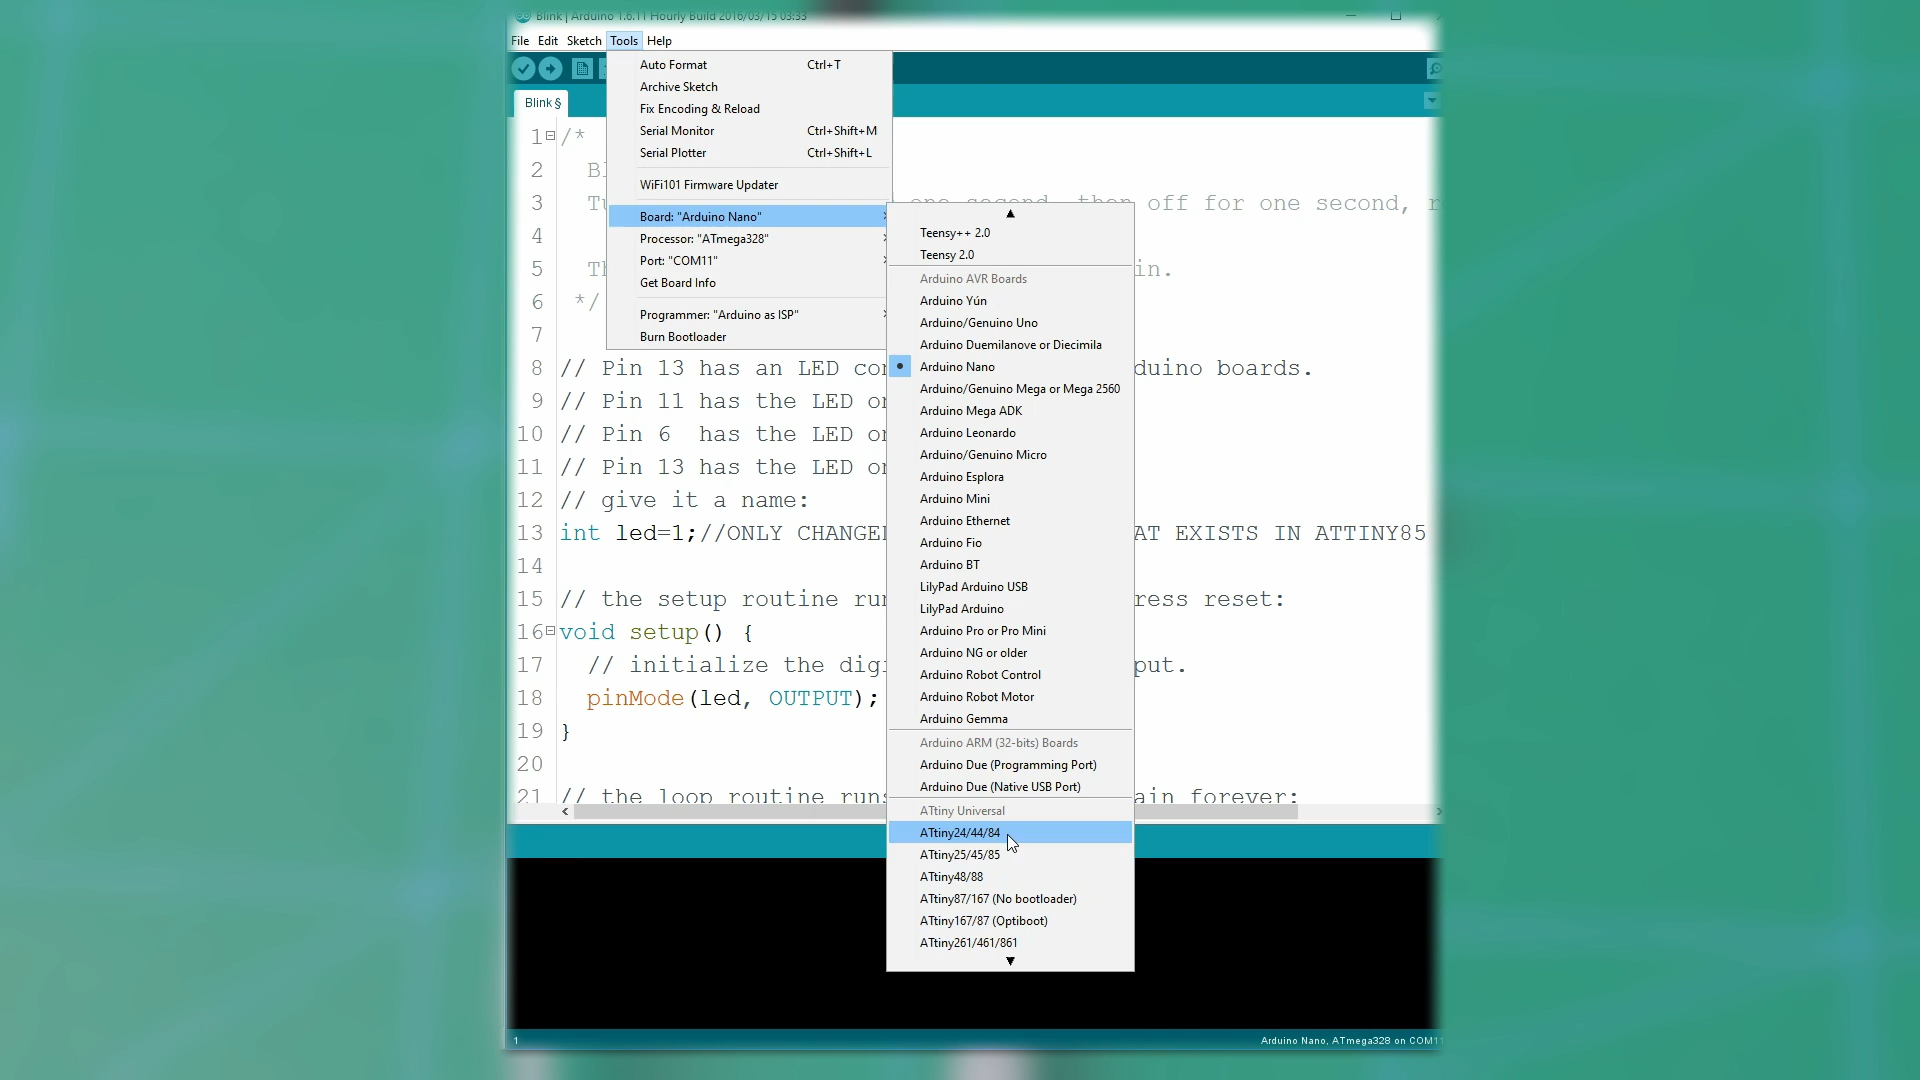 Blink | Arduino 1.6.11 Hourly Build 2016/03/15 03:33
File Edit Sketch Tools Help
Blink §
Auto Format Ctrl+T
Archive Sketch
Fix Encoding & Reload
Serial Monitor Ctrl+Shift+M
Serial Plotter Ctrl+Shift+L
WiFi101 Firmware Updater
Board: "Arduino Nano"
Processor: "ATmega328"
Port: "COM11"
Get Board Info
Programmer: "Arduino as ISP"
Burn Bootloader
Teensy++ 2.0
Teensy 2.0
Arduino AVR Boards
Arduino Yún
Arduino/Genuino Uno
Arduino Duemilanove or Diecimila
Arduino Nano
Arduino/Genuino Mega or Mega 2560
Arduino Mega ADK
Arduino Leonardo
Arduino/Genuino Micro
Arduino Esplora
Arduino Mini
Arduino Ethernet
Arduino Fio
Arduino BT
LilyPad Arduino USB
LilyPad Arduino
Arduino Pro or Pro Mini
Arduino NG or older
Arduino Robot Control
Arduino Robot Motor
Arduino Gemma
Arduino ARM (32-bits) Boards
Arduino Due (Programming Port)
Arduino Due (Native USB Port)
ATtiny Universal
ATtiny24/44/84
ATtiny25/45/85
ATtiny48/88
ATtiny87/167 (No bootloader)
ATtiny167/87 (Optiboot)
ATtiny261/461/861
1 /*
2
3 one second, then off for one second, r
4
5 in.
6 */
7
8 // Pin 13 has an LED con duino boards.
9 // Pin 11 has the LED on
10 // Pin 6 has the LED on
11 // Pin 13 has the LED on
12 // give it a name:
13 int led=1;//ONLY CHANGED AT EXISTS IN ATTINY85
14
15 // the setup routine run ress reset:
16 void setup() {
17 // initialize the digi put.
18 pinMode(led, OUTPUT);
19 }
20
21 // the loop routine runs ain forever:
1
Arduino Nano, ATmega328 on COM11